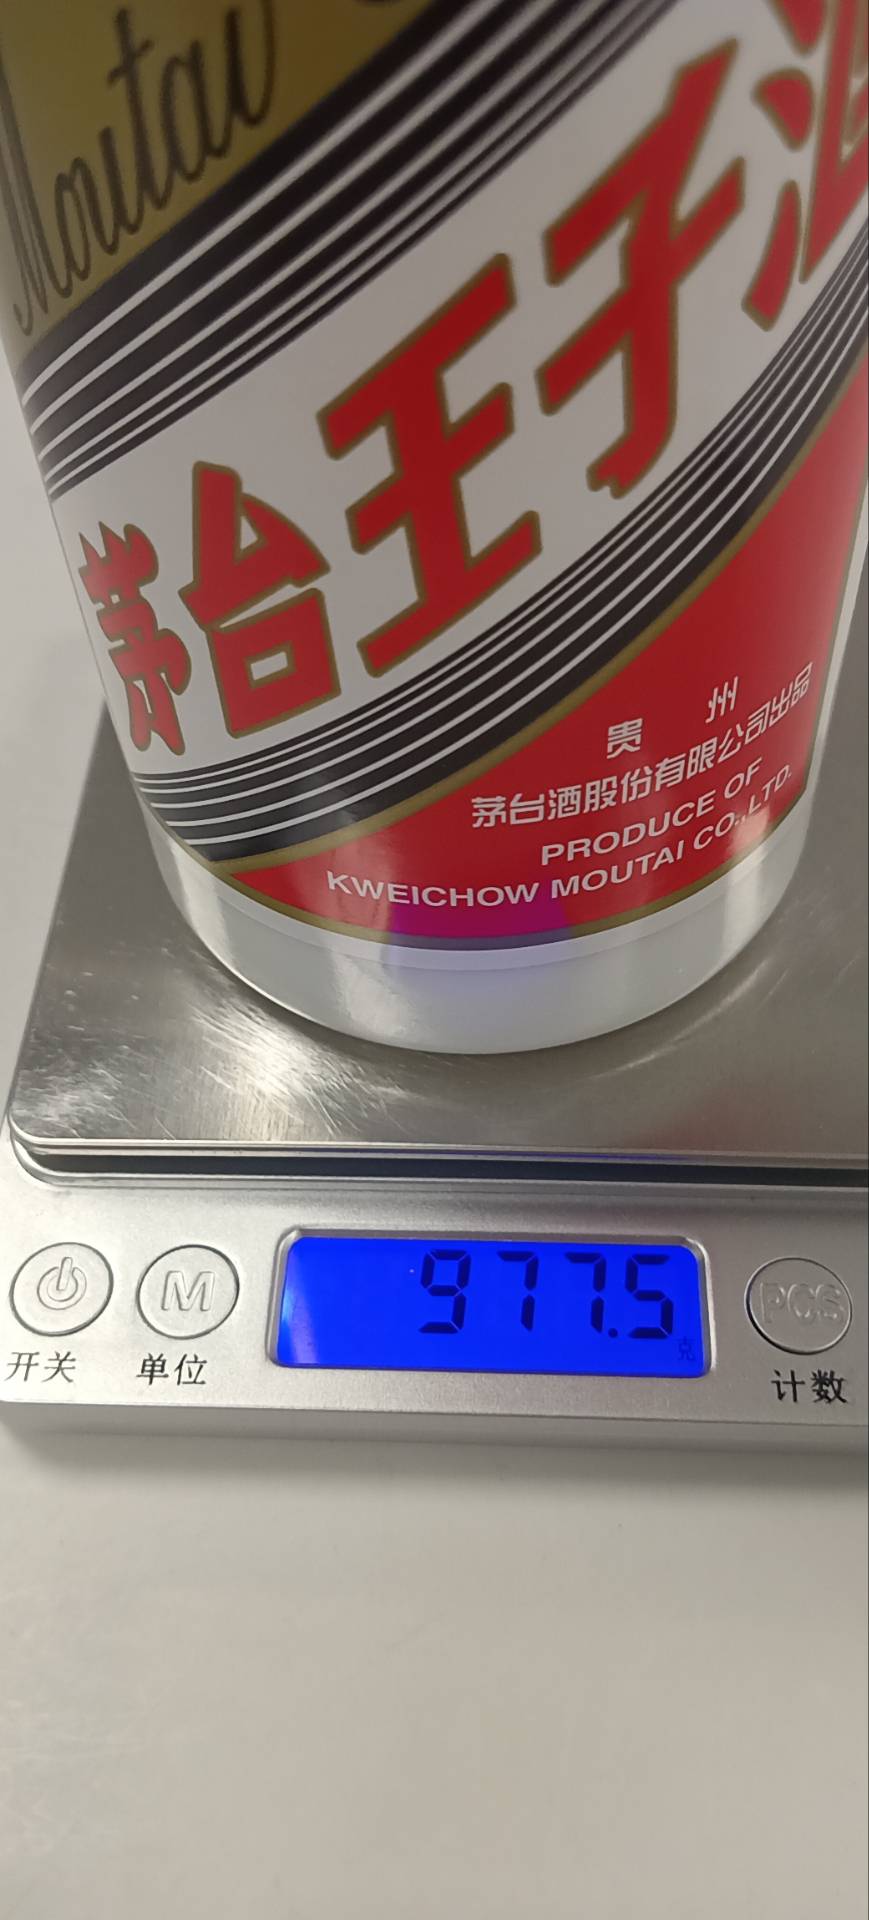 Moutai
茅台王子酒
贵州
茅台酒股份有限公司出品
PRODUCE OF
KWEICHOW MOUTAI CO.,LTD.
977.5
克
M
PCS
开关
单位
计数